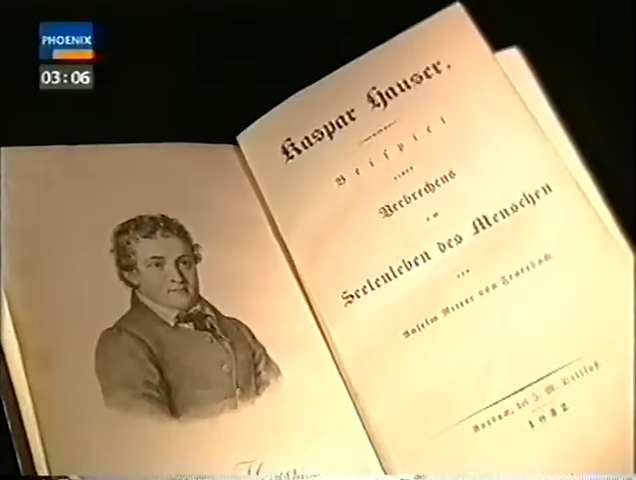 PHOENIX
03:06
Kaspar Hauser.
Beispiel
eines
Verbrechens
am
Seelenleben des Menschen
von
Anselm Ritter von Feuerbach.
Ansbach, bei J. M. Dollfuß.
1832